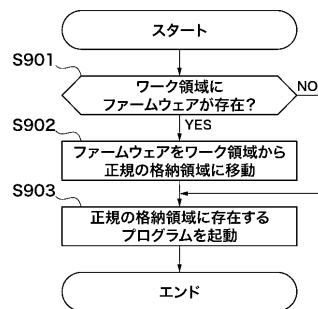 スタート
S901
ワーク領域に
ファームウェアが存在?
NO
YES
S902
ファームウェアをワーク領域から
正規の格納領域に移動
S903
正規の格納領域に存在する
プログラムを起動
エンド